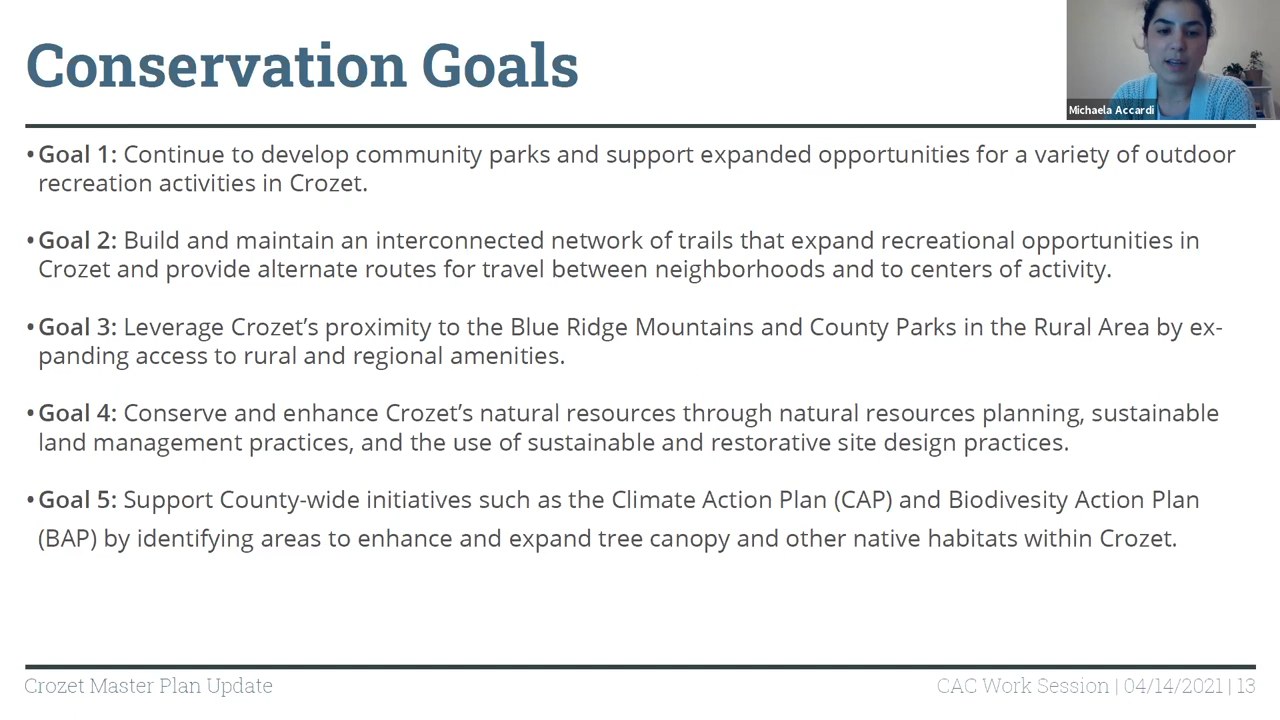 Conservation Goals
Michaela Accardi
• Goal 1: Continue to develop community parks and support expanded opportunities for a variety of outdoor
recreation activities in Crozet.
• Goal 2: Build and maintain an interconnected network of trails that expand recreational opportunities in
Crozet and provide alternate routes for travel between neighborhoods and to centers of activity.
• Goal 3: Leverage Crozet’s proximity to the Blue Ridge Mountains and County Parks in the Rural Area by ex-
panding access to rural and regional amenities.
• Goal 4: Conserve and enhance Crozet’s natural resources through natural resources planning, sustainable
land management practices, and the use of sustainable and restorative site design practices.
• Goal 5: Support County-wide initiatives such as the Climate Action Plan (CAP) and Biodivesity Action Plan
(BAP) by identifying areas to enhance and expand tree canopy and other native habitats within Crozet.
Crozet Master Plan Update
CAC Work Session | 04/14/2021 | 13